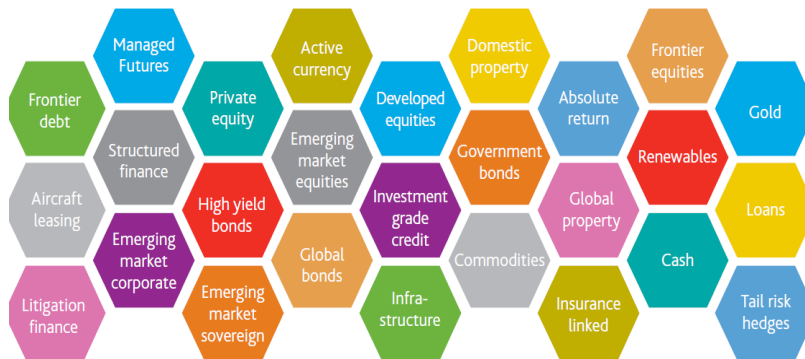 Frontier
debt
Aircraft
leasing
Litigation
finance
Managed
Futures
Structured
finance
Emerging
market
corporate
Private
equity
High yield
bonds
Emerging
market
sovereign
Active
currency
Emerging
market
equities
Global
bonds
Developed
equities
Investment
grade
credit
Infra-
structure
Domestic
property
Government
bonds
Commodities
Absolute
return
Global
property
Insurance
linked
Frontier
equities
Renewables
Cash
Gold
Loans
Tail risk
hedges